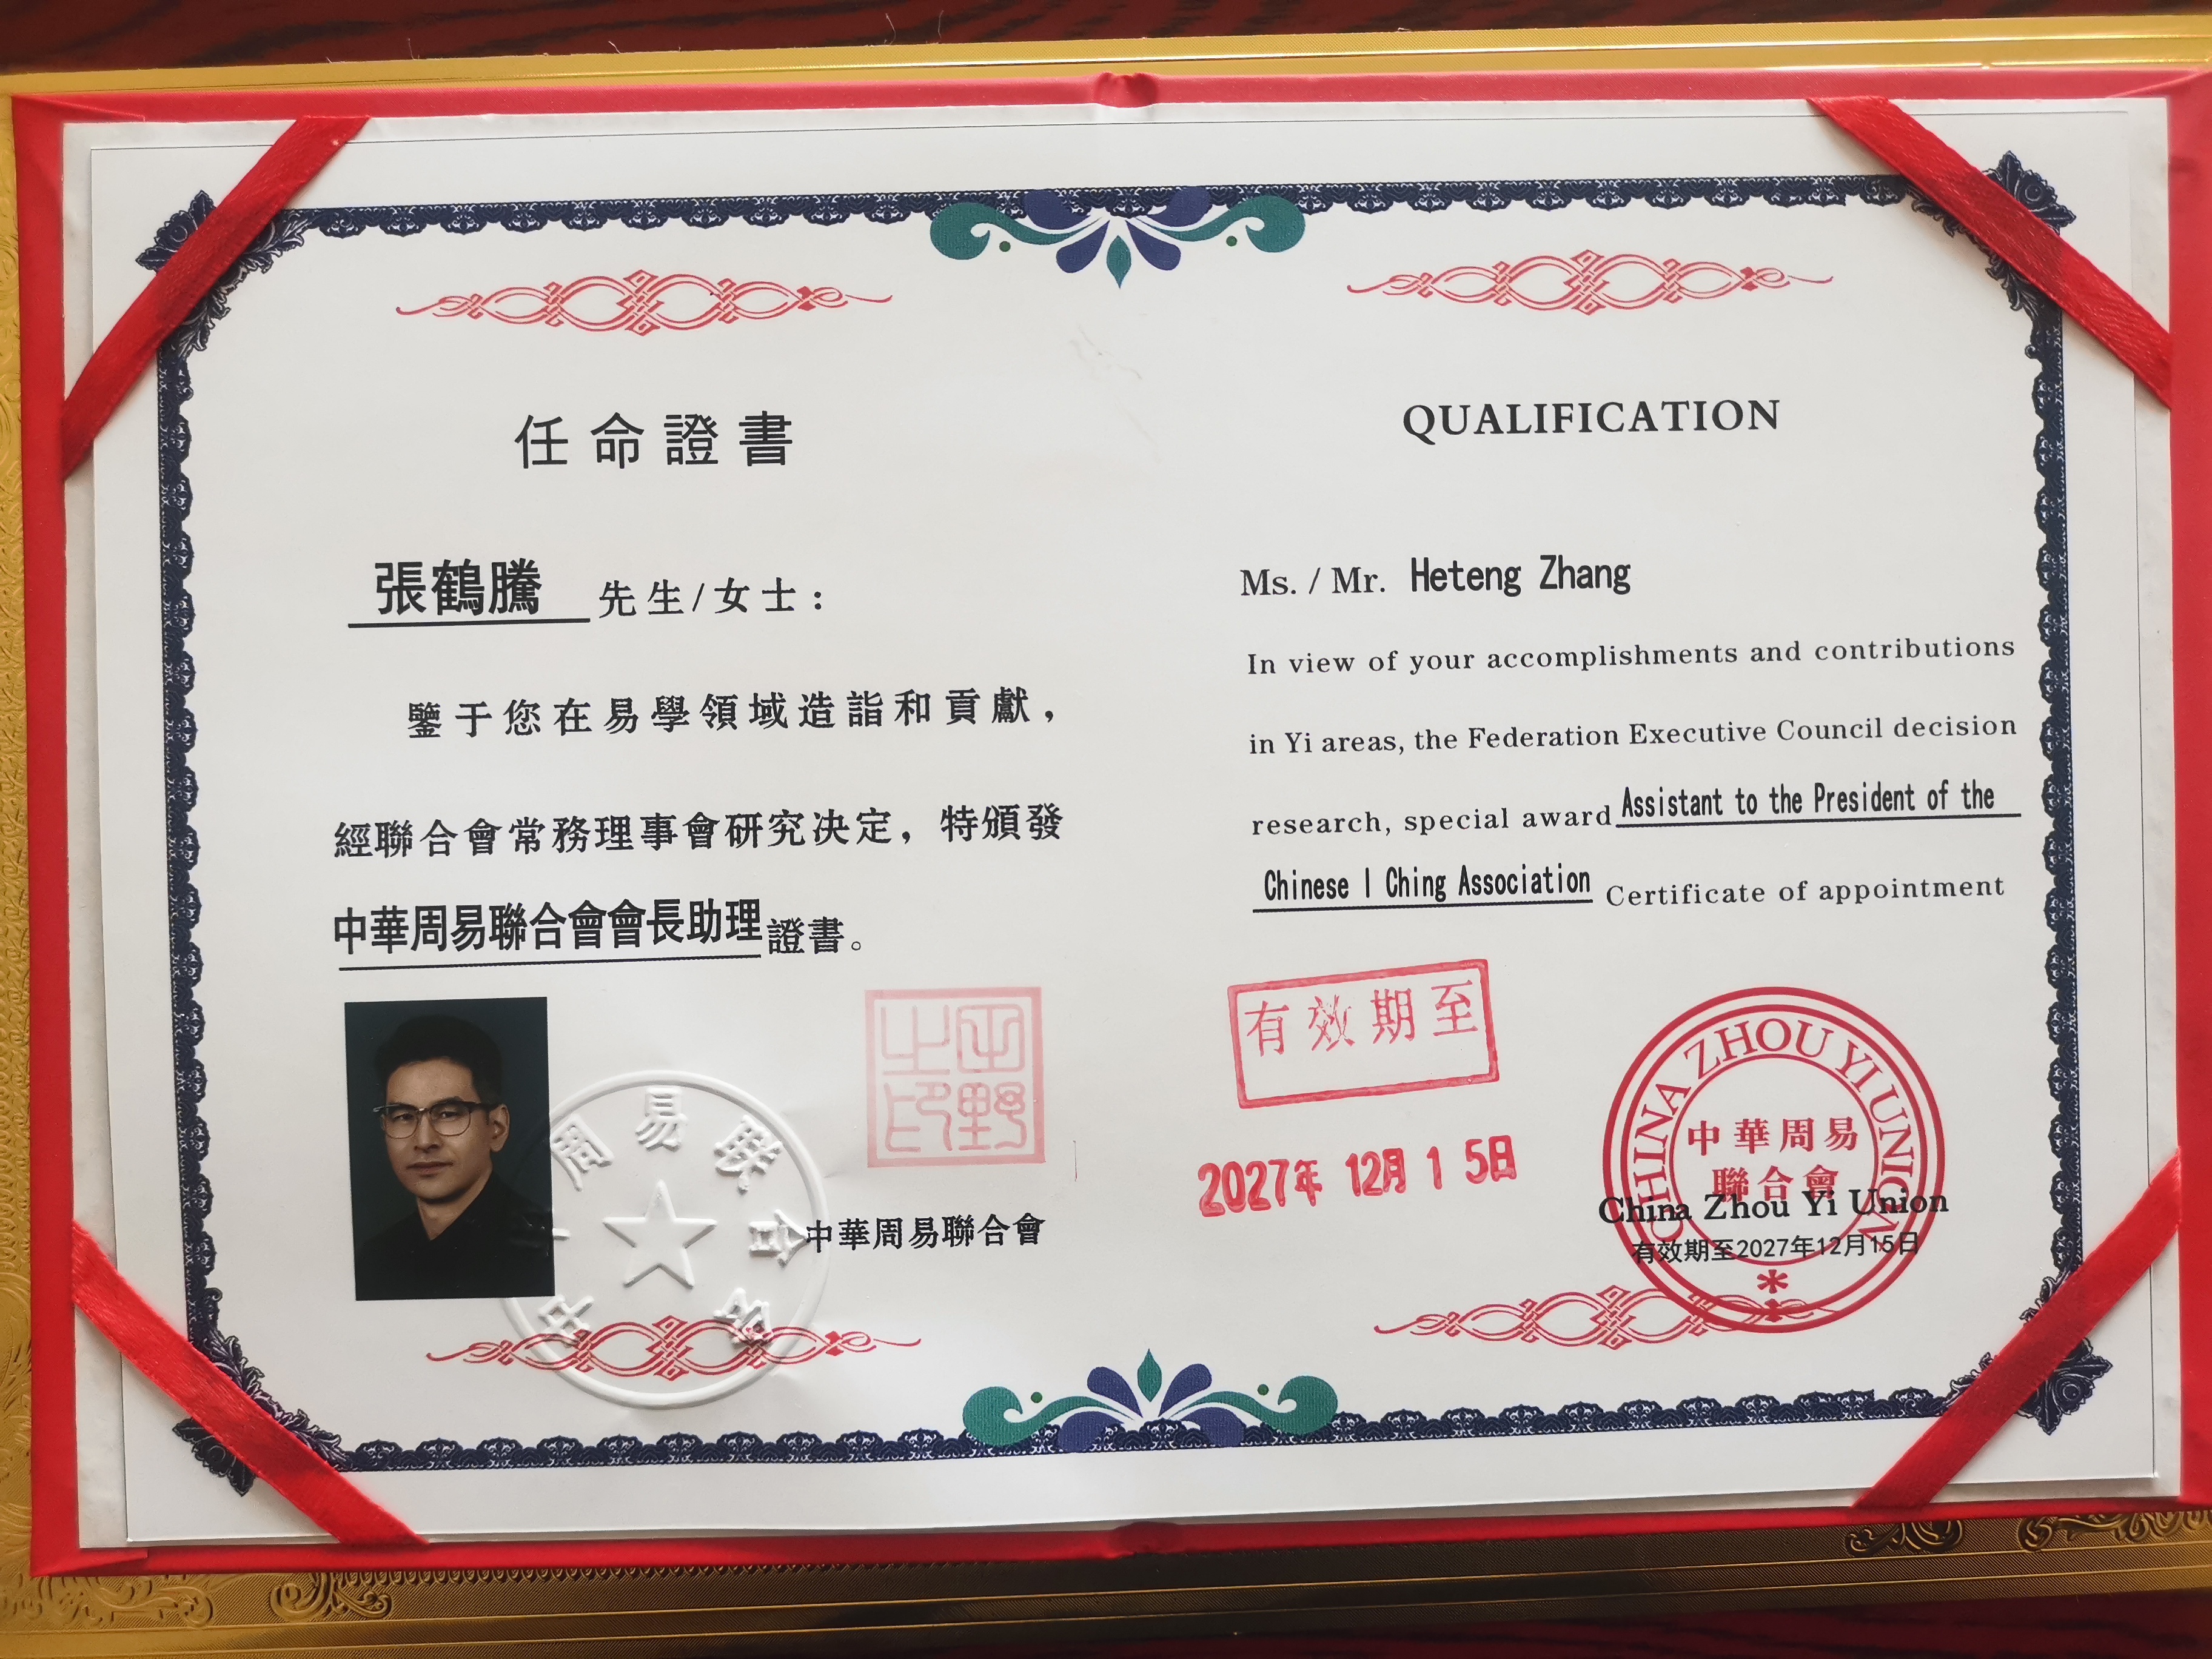 任命證書
張鶴騰 先生/女士：
鑒于您在易學領域造詣和貢獻，
經聯合會常務理事會研究决定，特頒發
中華周易聯合會會長助理證書。
周易联合会
中華周易聯合會
QUALIFICATION
Ms. / Mr. Heteng Zhang
In view of your accomplishments and contributions
in Yi areas, the Federation Executive Council decision
research, special award Assistant to the President of the
Chinese I Ching Association Certificate of appointment
有效期至
2027年 12月 1 5日
CHINA ZHOU YI UNION
中華周易
聯合會
China Zhou Yi Union
有效期至2027年12月15日